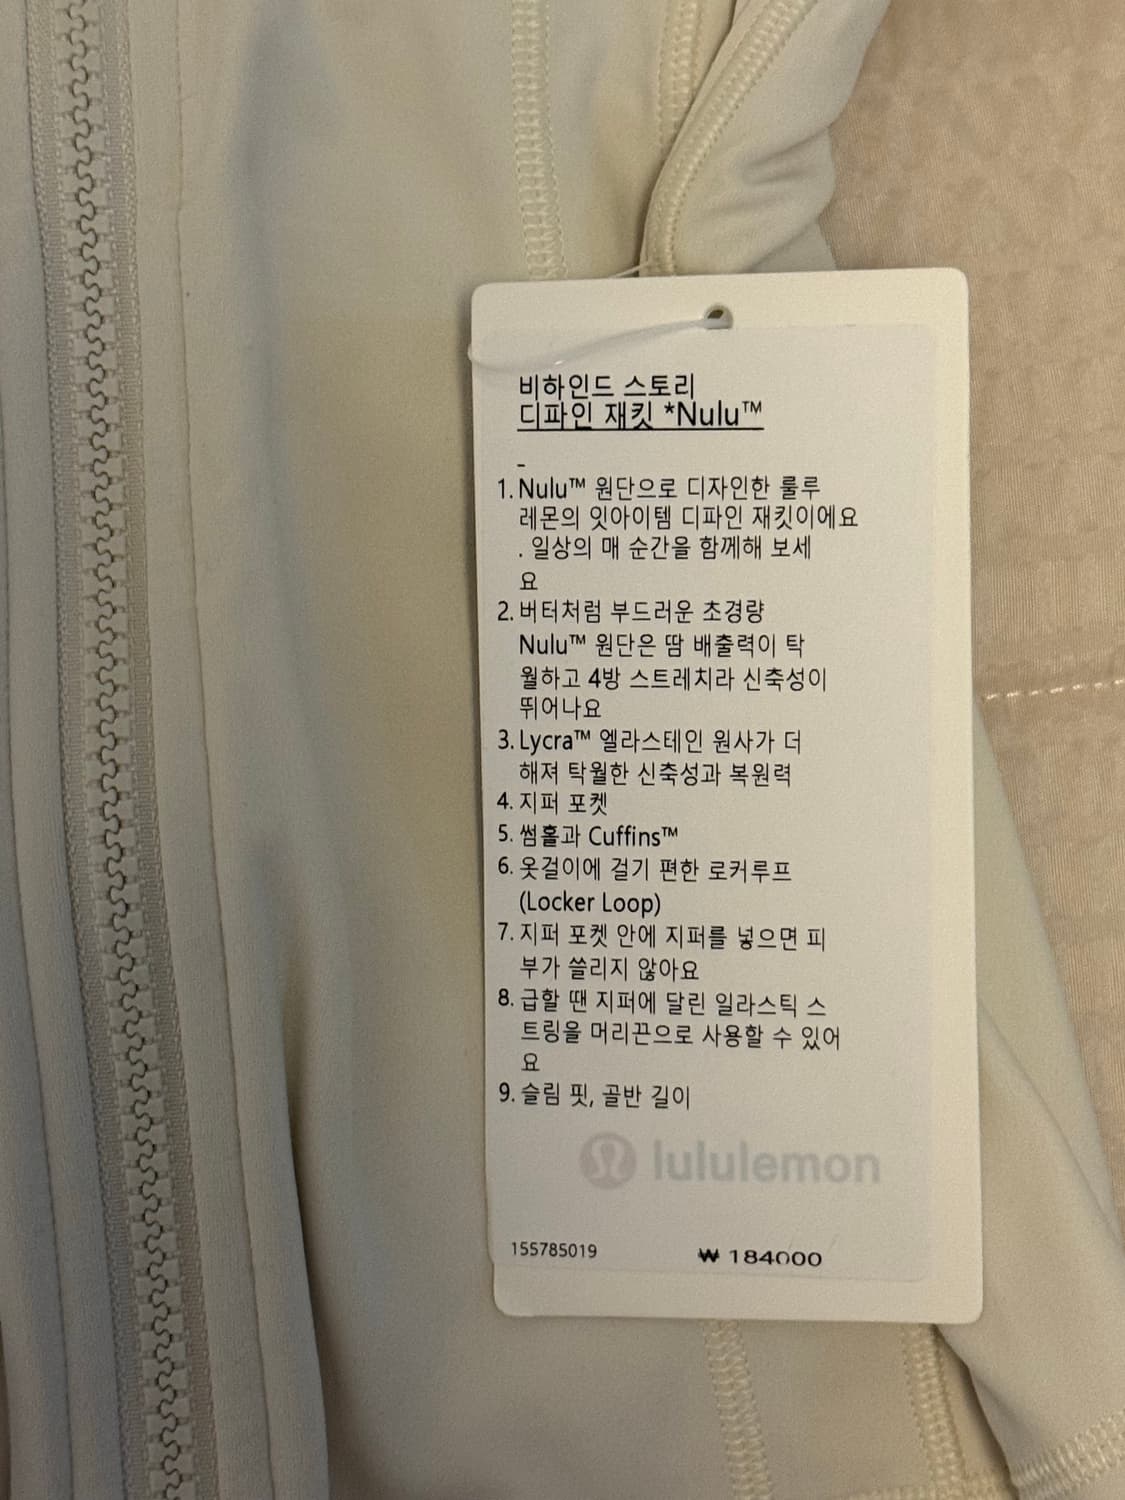 비하인드 스토리
디파인 재킷 *Nulu™
-
1. Nulu™ 원단으로 디자인한 룰루
레몬의 잇아이템 디파인 재킷이에요
. 일상의 매 순간을 함께해 보세
요
2. 버터처럼 부드러운 초경량
Nulu™ 원단은 땀 배출력이 탁
월하고 4방 스트레치라 신축성이
뛰어나요
3. Lycra™ 엘라스테인 원사가 더
해져 탁월한 신축성과 복원력
4. 지퍼 포켓
5. 썸홀과 Cuffins™
6. 옷걸이에 걸기 편한 로커루프
(Locker Loop)
7. 지퍼 포켓 안에 지퍼를 넣으면 피
부가 쓸리지 않아요
8. 급할 땐 지퍼에 달린 일라스틱 스
트링을 머리끈으로 사용할 수 있어
요
9. 슬림 핏, 골반 길이
lululemon
155785019 ₩ 184000